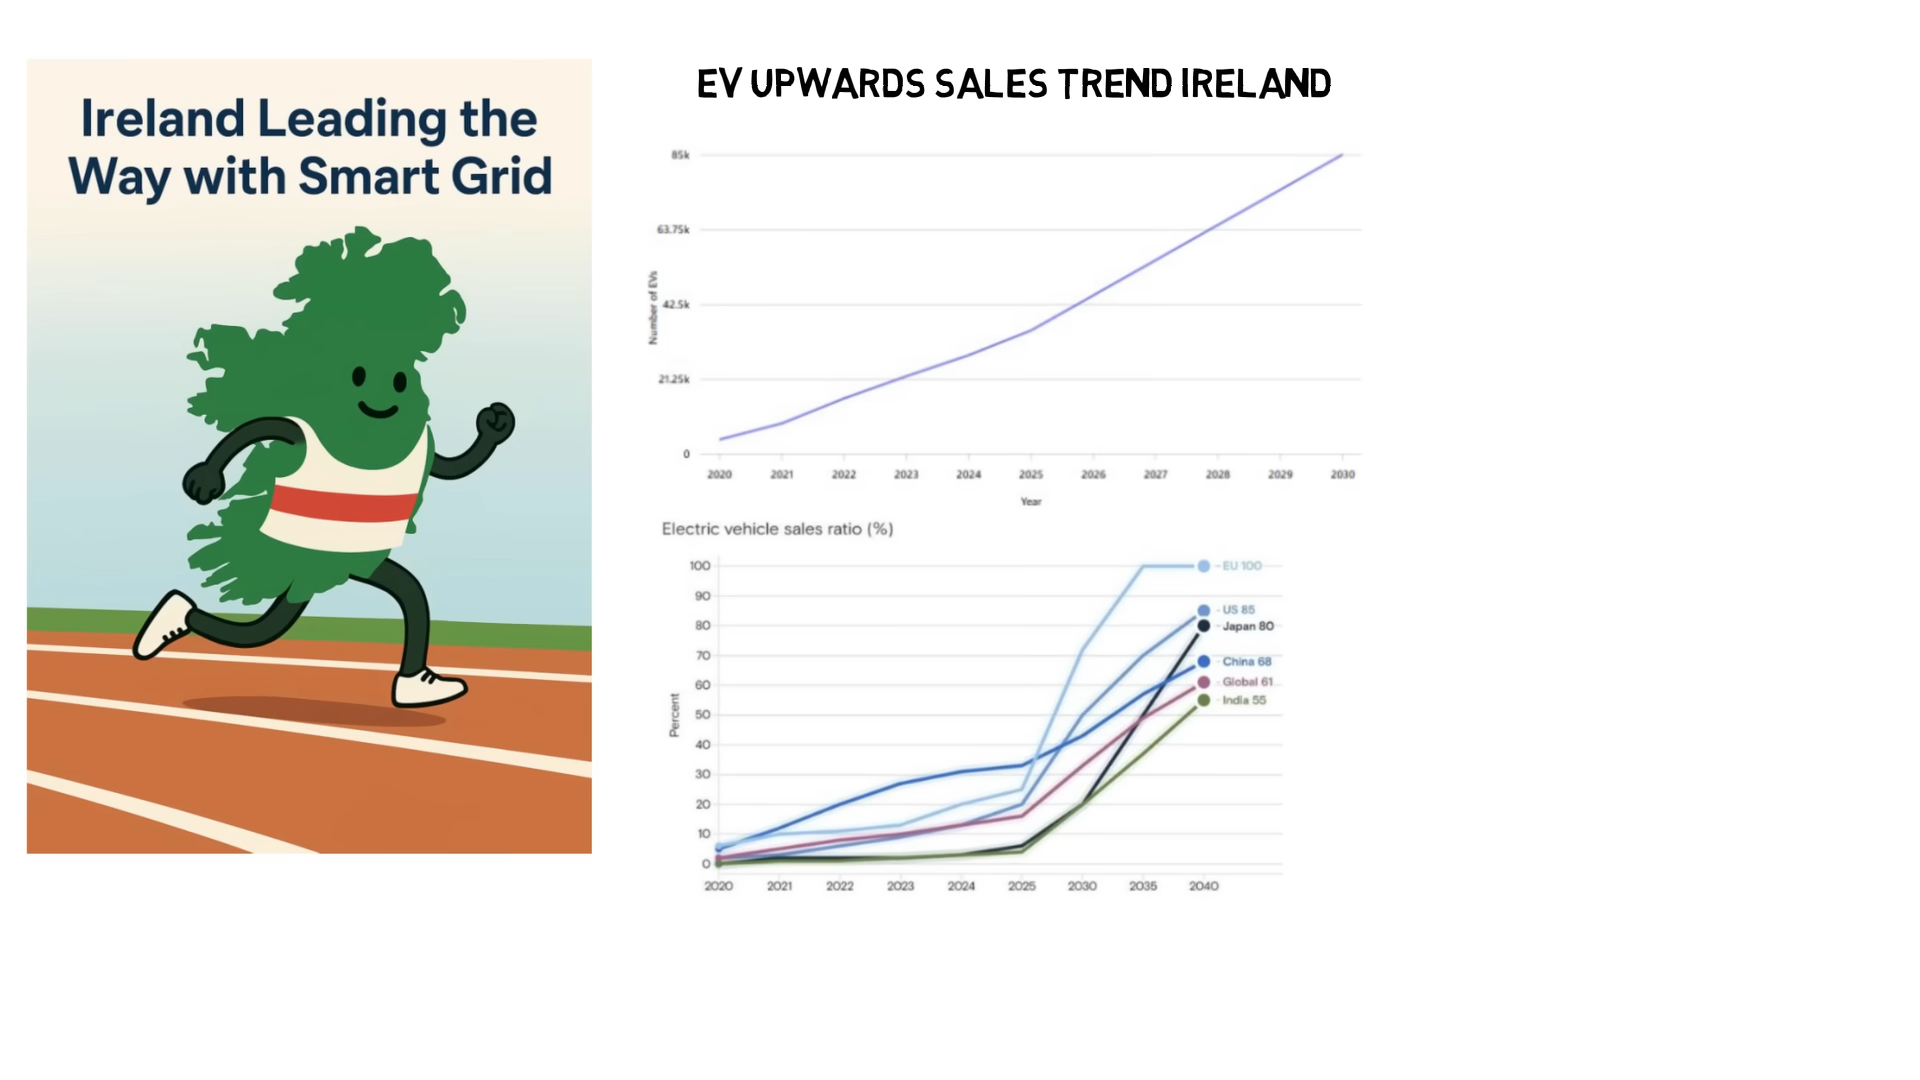 Ireland Leading the
Way with Smart Grid
EV UPWARDS SALES TREND IRELAND
85k
63.75k
42.5k
21.25k
0
Number of EVs
2020 2021 2022 2023 2024 2025 2026 2027 2028 2029 2030
Year
Electric vehicle sales ratio (%)
100
90
80
70
60
50
40
30
20
10
0
Percent
EU 100
US 85
Japan 80
China 68
Global 61
India 55
2020 2021 2022 2023 2024 2025 2030 2035 2040